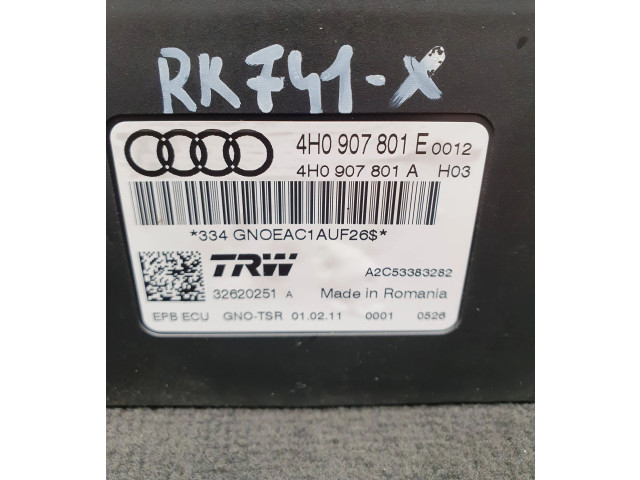 RK741-X
4H0 907 801 E 0012
4H0 907 801 A H03
*334 GNOEAC1AUF26$*
TRW A2C53383282
32620251 A Made in Romania
EPB ECU GNO-TSR 01.02.11 0001 0526